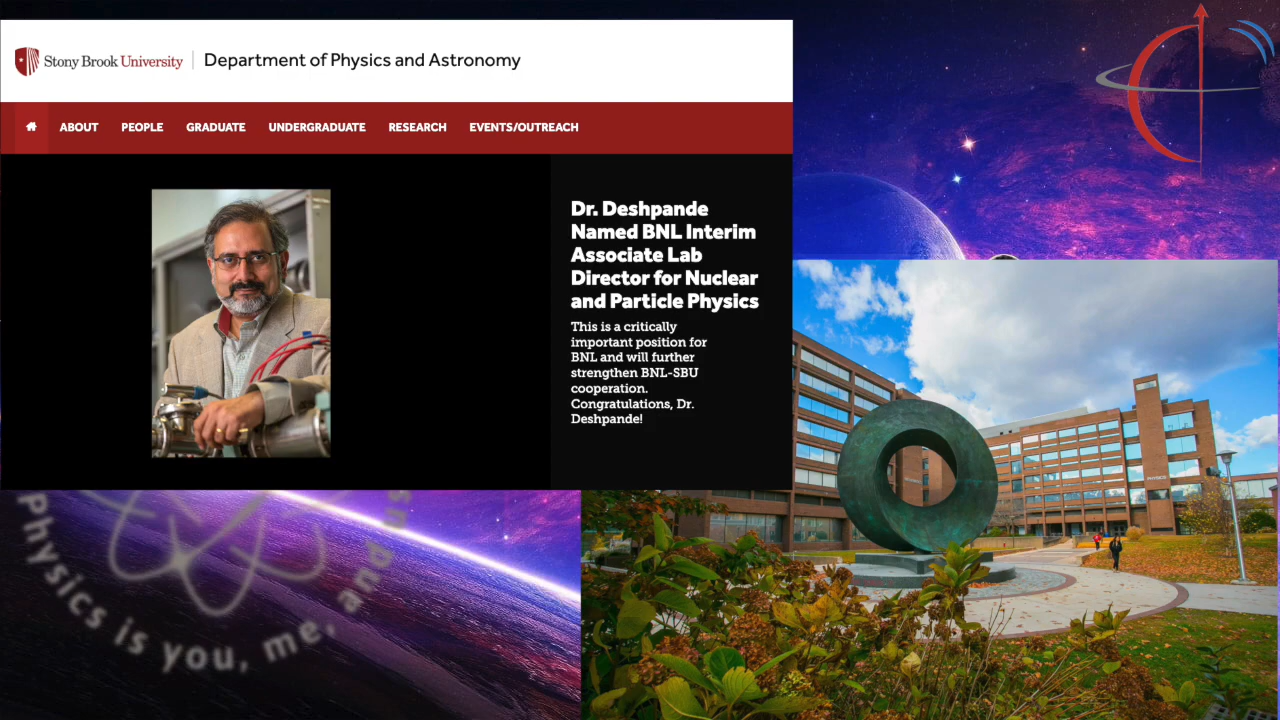 Stony Brook University
Department of Physics and Astronomy
ABOUT PEOPLE GRADUATE UNDERGRADUATE RESEARCH EVENTS/OUTREACH
Dr. Deshpande
Named BNL Interim
Associate Lab
Director for Nuclear
and Particle Physics
This is a critically
important position for
BNL and will further
strengthen BNL-SBU
cooperation.
Congratulations, Dr.
Deshpande!
PHYSICS
Physics is you, me, and